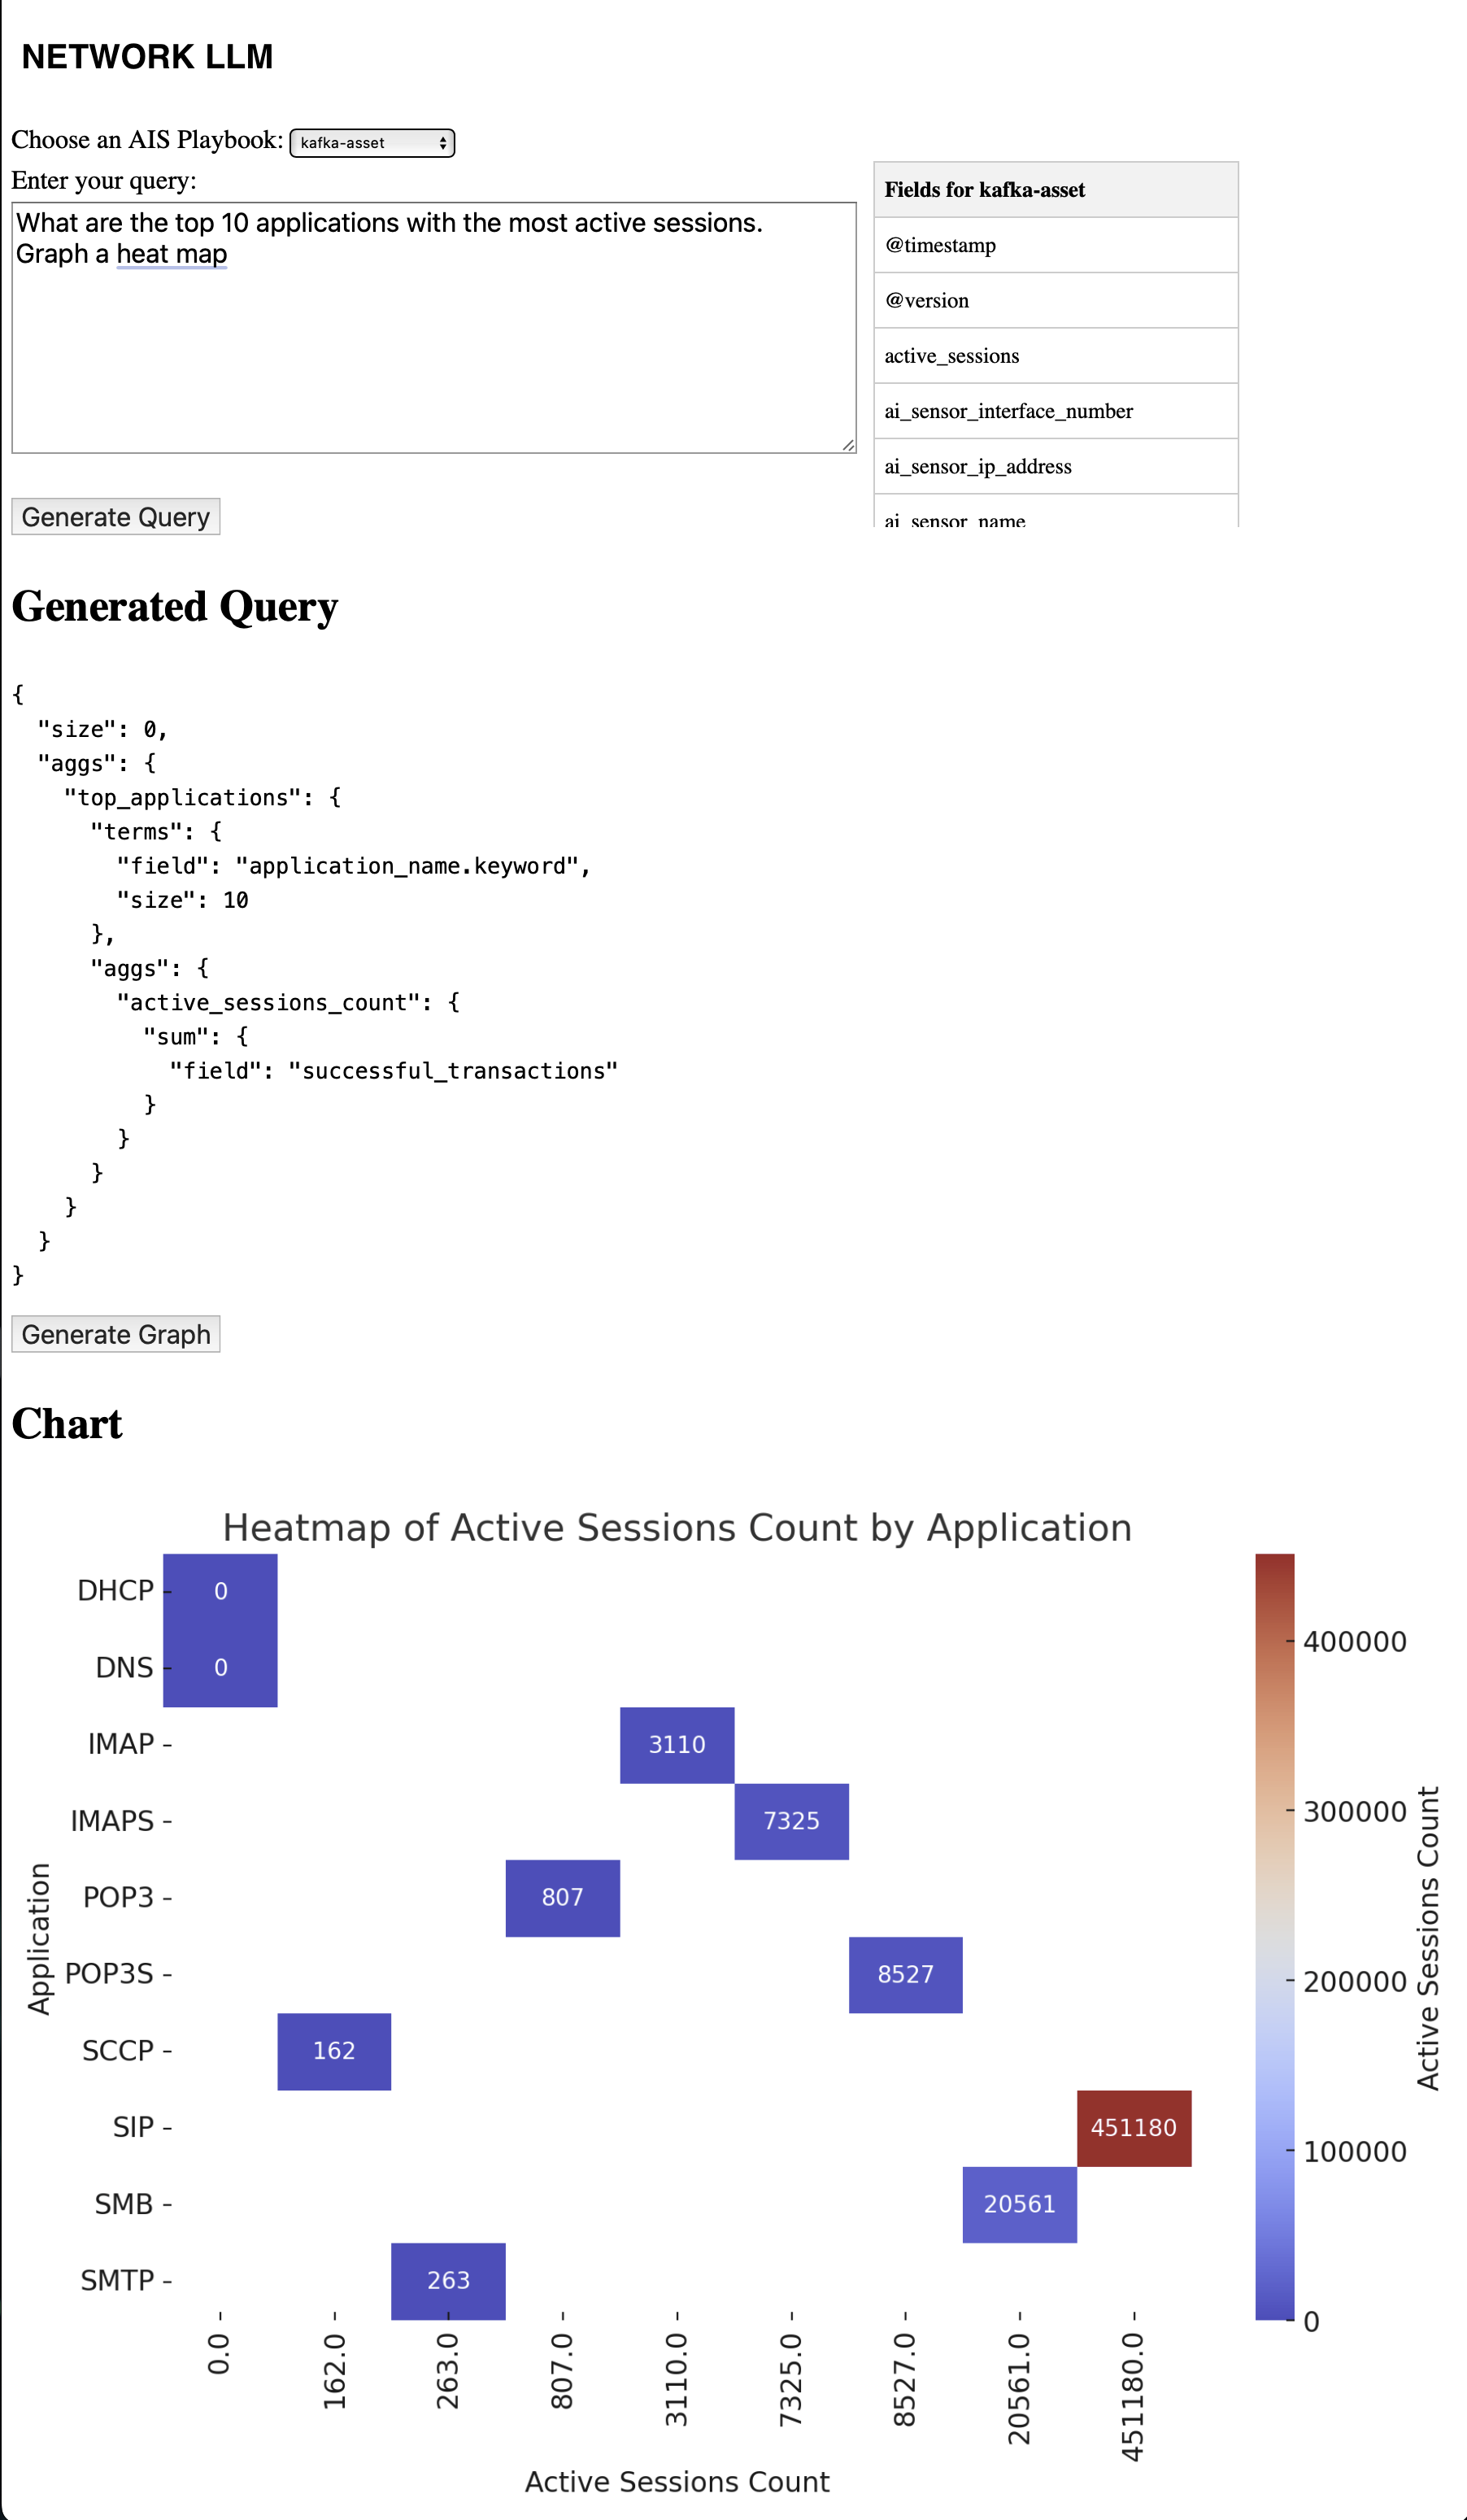 NETWORK LLM
Choose an AIS Playbook: kafka-asset
Enter your query:
What are the top 10 applications with the most active sessions.
Graph a heat map
Generate Query
Fields for kafka-asset
@timestamp
@version
active_sessions
ai_sensor_interface_number
ai_sensor_ip_address
ai_sensor_name
Generated Query
{
  "size": 0,
  "aggs": {
    "top_applications": {
      "terms": {
        "field": "application_name.keyword",
        "size": 10
      },
      "aggs": {
        "active_sessions_count": {
          "sum": {
            "field": "successful_transactions"
          }
        }
      }
    }
  }
}
Generate Graph
Chart
Heatmap of Active Sessions Count by Application
Application
DHCP 0
DNS 0
IMAP 3110
IMAPS 7325
POP3 807
POP3S 8527
SCCP 162
SIP 451180
SMB 20561
SMTP 263
0.0 162.0 263.0 807.0 3110.0 7325.0 8527.0 20561.0 451180.0
Active Sessions Count
400000
300000
200000
100000
0
Active Sessions Count